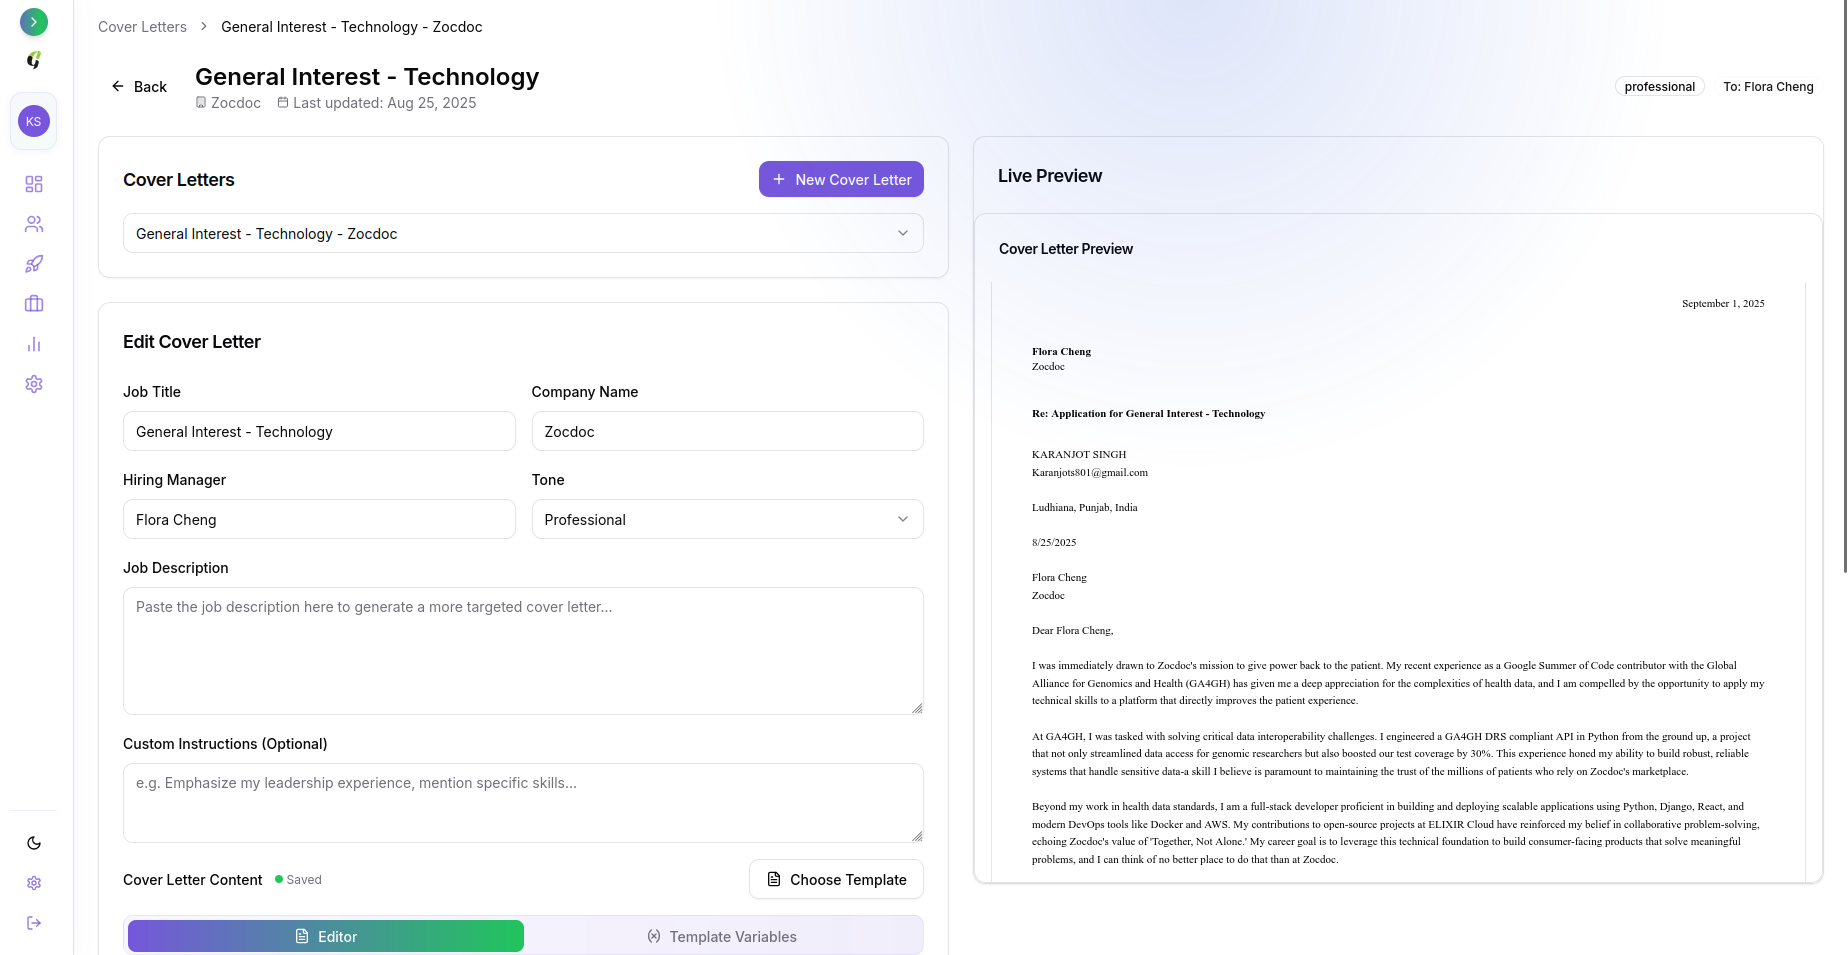 Cover Letters > General Interest - Technology - Zocdoc
Back
General Interest - Technology
Zocdoc Last updated: Aug 25, 2025
professional To: Flora Cheng
KS
Cover Letters
New Cover Letter
General Interest - Technology - Zocdoc
Edit Cover Letter
Job Title Company Name
General Interest - Technology Zocdoc
Hiring Manager Tone
Flora Cheng Professional
Job Description
Paste the job description here to generate a more targeted cover letter...
Custom Instructions (Optional)
e.g. Emphasize my leadership experience, mention specific skills...
Cover Letter Content Saved Choose Template
Editor Template Variables
Live Preview
Cover Letter Preview
September 1, 2025
Flora Cheng
Zocdoc
Re: Application for General Interest - Technology
KARANJOT SINGH
Karanjots801@gmail.com
Ludhiana, Punjab, India
8/25/2025
Flora Cheng
Zocdoc
Dear Flora Cheng,
I was immediately drawn to Zocdoc's mission to give power back to the patient. My recent experience as a Google Summer of Code contributor with the Global
Alliance for Genomics and Health (GA4GH) has given me a deep appreciation for the complexities of health data, and I am compelled by the opportunity to apply my
technical skills to a platform that directly improves the patient experience.
At GA4GH, I was tasked with solving critical data interoperability challenges. I engineered a GA4GH DRS compliant API in Python from the ground up, a project
that not only streamlined data access for genomic researchers but also boosted our test coverage by 30%. This experience honed my ability to build robust, reliable
systems that handle sensitive data-a skill I believe is paramount to maintaining the trust of the millions of patients who rely on Zocdoc's marketplace.
Beyond my work in health data standards, I am a full-stack developer proficient in building and deploying scalable applications using Python, Django, React, and
modern DevOps tools like Docker and AWS. My contributions to open-source projects at ELIXIR Cloud have reinforced my belief in collaborative problem-solving,
echoing Zocdoc's value of 'Together, Not Alone.' My career goal is to leverage this technical foundation to build consumer-facing products that solve meaningful
problems, and I can think of no better place to do that than at Zocdoc.